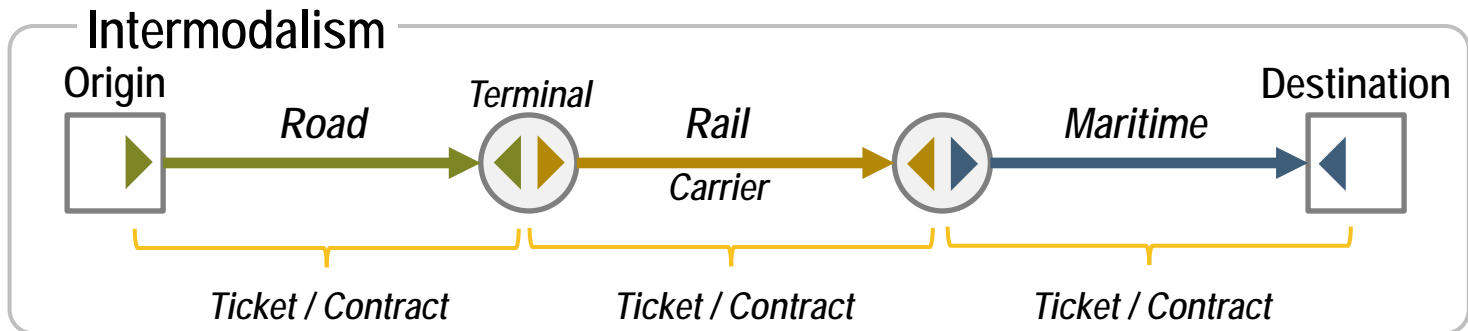 Intermodalism
Origin
Terminal
Destination
Road
Rail
Maritime
Carrier
Ticket / Contract
Ticket / Contract
Ticket / Contract